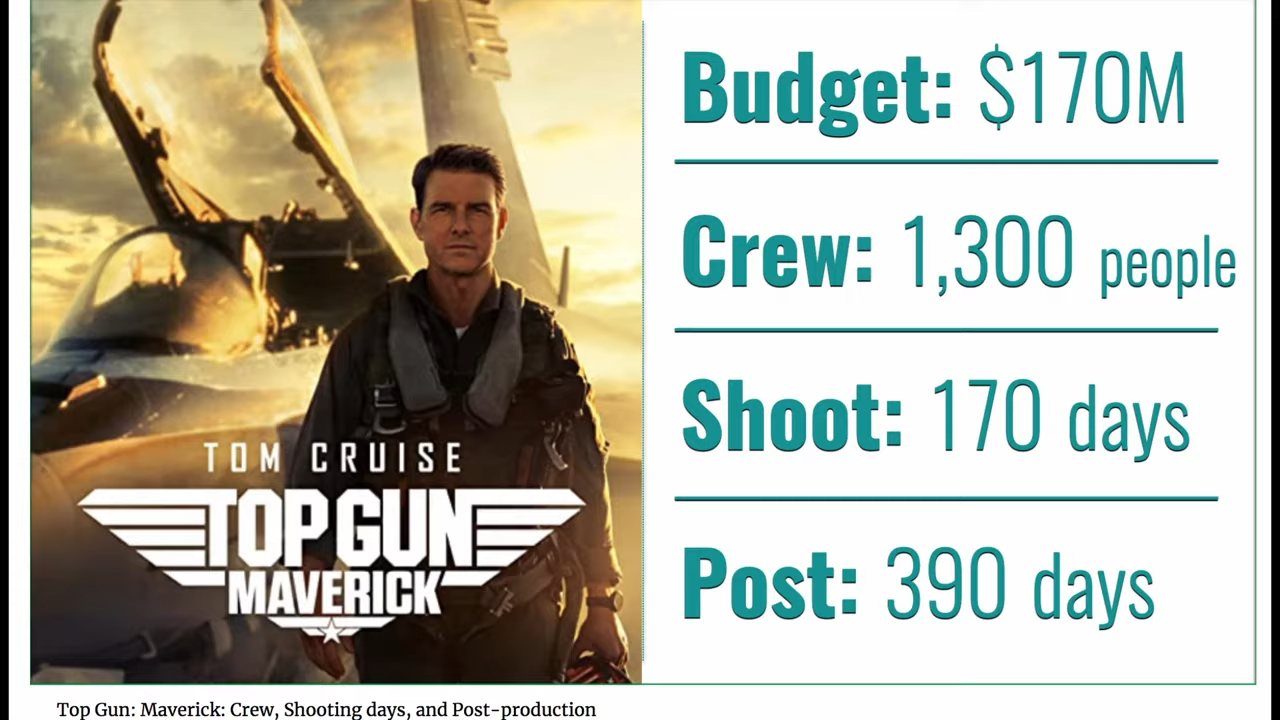 TOM CRUISE
TOP GUN
MAVERICK
Budget: $170M
Crew: 1,300 people
Shoot: 170 days
Post: 390 days
Top Gun: Maverick: Crew, Shooting days, and Post-production